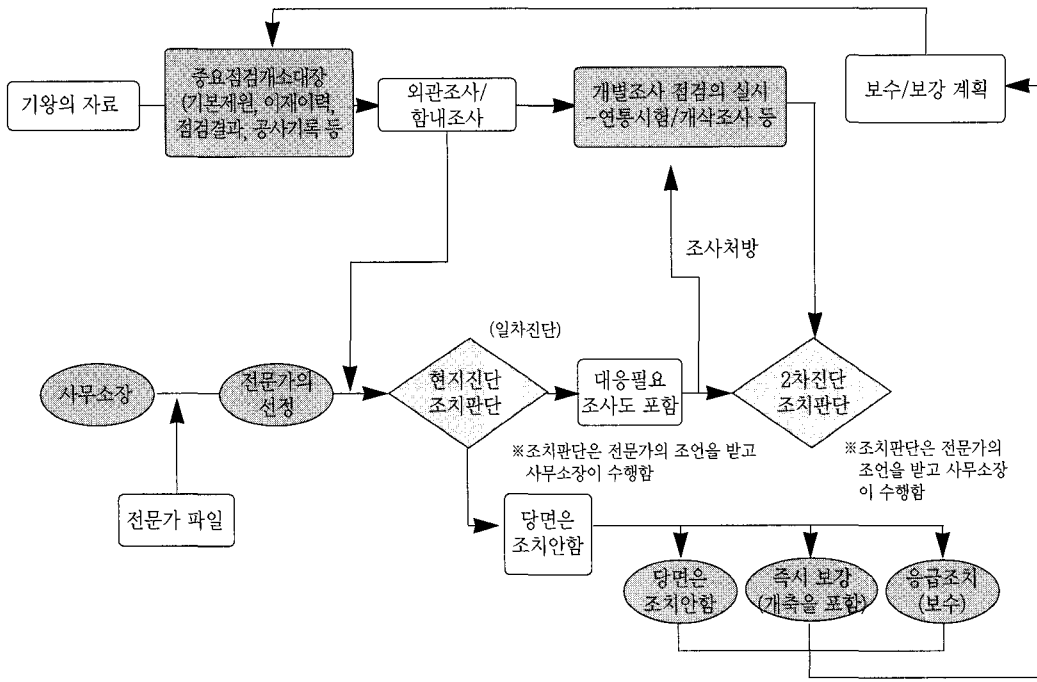 중요점검개소대장
(기본제원, 이재이력,
점검결과, 공사기록 등
기왕의 자료
외관조사/
함내조사
개별조사 점검의 실시
-연통시험/개삭조사 등
보수/보강 계획
조사처방
(일차진단)
사무소장
전문가의
선정
현지진단
조치판단
대응필요
조사도 포함
2차진단
조치판단
※조치판단은 전문가의 조언을 받고
사무소장이 수행함
※조치판단은 전문가의
조언을 받고 사무소장
이 수행함
전문가 파일
당면은
조치안함
당면은
조치안함
즉시 보강
(개축을 포함)
응급조치
(보수)